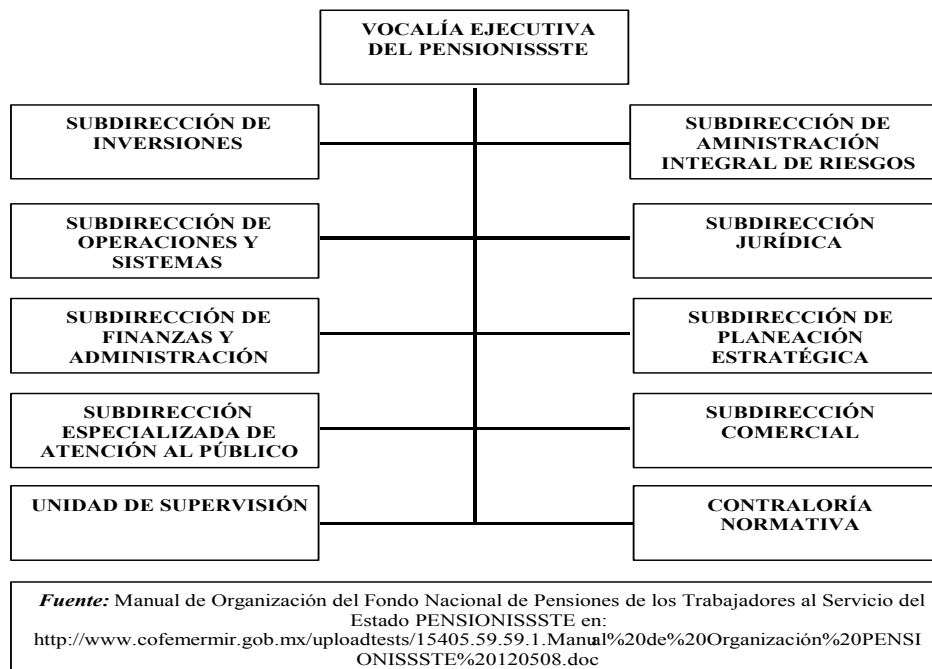 VOCALÍA EJECUTIVA
DEL PENSIONISSSTE
SUBDIRECCIÓN DE
INVERSIONES
SUBDIRECCIÓN DE
AMINISTRACIÓN
INTEGRAL DE RIESGOS
SUBDIRECCIÓN DE
OPERACIONES Y
SISTEMAS
SUBDIRECCIÓN
JURÍDICA
SUBDIRECCIÓN DE
FINANZAS Y
ADMINISTRACIÓN
SUBDIRECCIÓN DE
PLANEACIÓN
ESTRATÉGICA
SUBDIRECCIÓN
ESPECIALIZADA DE
ATENCIÓN AL PÚBLICO
SUBDIRECCIÓN
COMERCIAL
UNIDAD DE SUPERVISIÓN
CONTRALORÍA
NORMATIVA
Fuente: Manual de Organización del Fondo Nacional de Pensiones de los Trabajadores al Servicio del
Estado PENSIONISSSTE en:
http://www.cofemermir.gob.mx/uploadtests/15405.59.59.1.Manual%20de%20Organización%20PENSI
ONISSSTE%20120508.doc